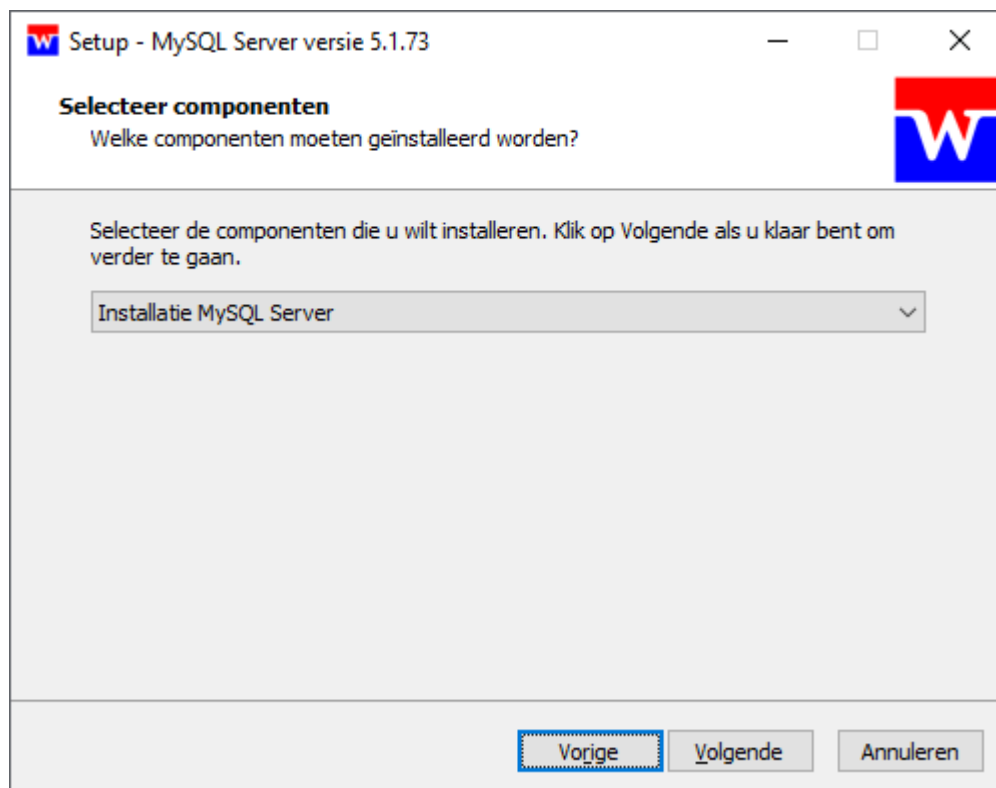 W Setup - MySQL Server versie 5.1.73
Selecteer componenten
Welke componenten moeten geïnstalleerd worden?
W
Selecteer de componenten die u wilt installeren. Klik op Volgende als u klaar bent om
verder te gaan.
Installatie MySQL Server
Vorige Volgende Annuleren